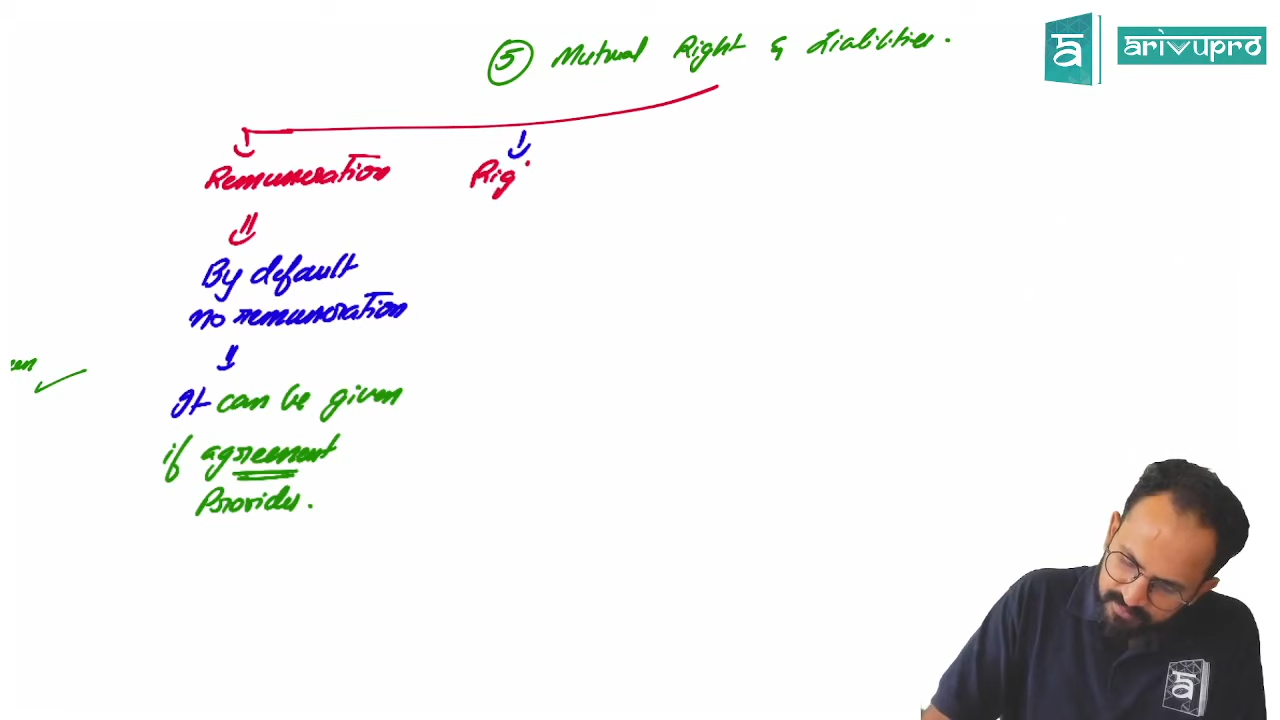 ⑤ Mutual Right & Liabilities.
arivupro
Remuneration
Rig
By default
no remuneration
It can be given
if agreement
Provides.